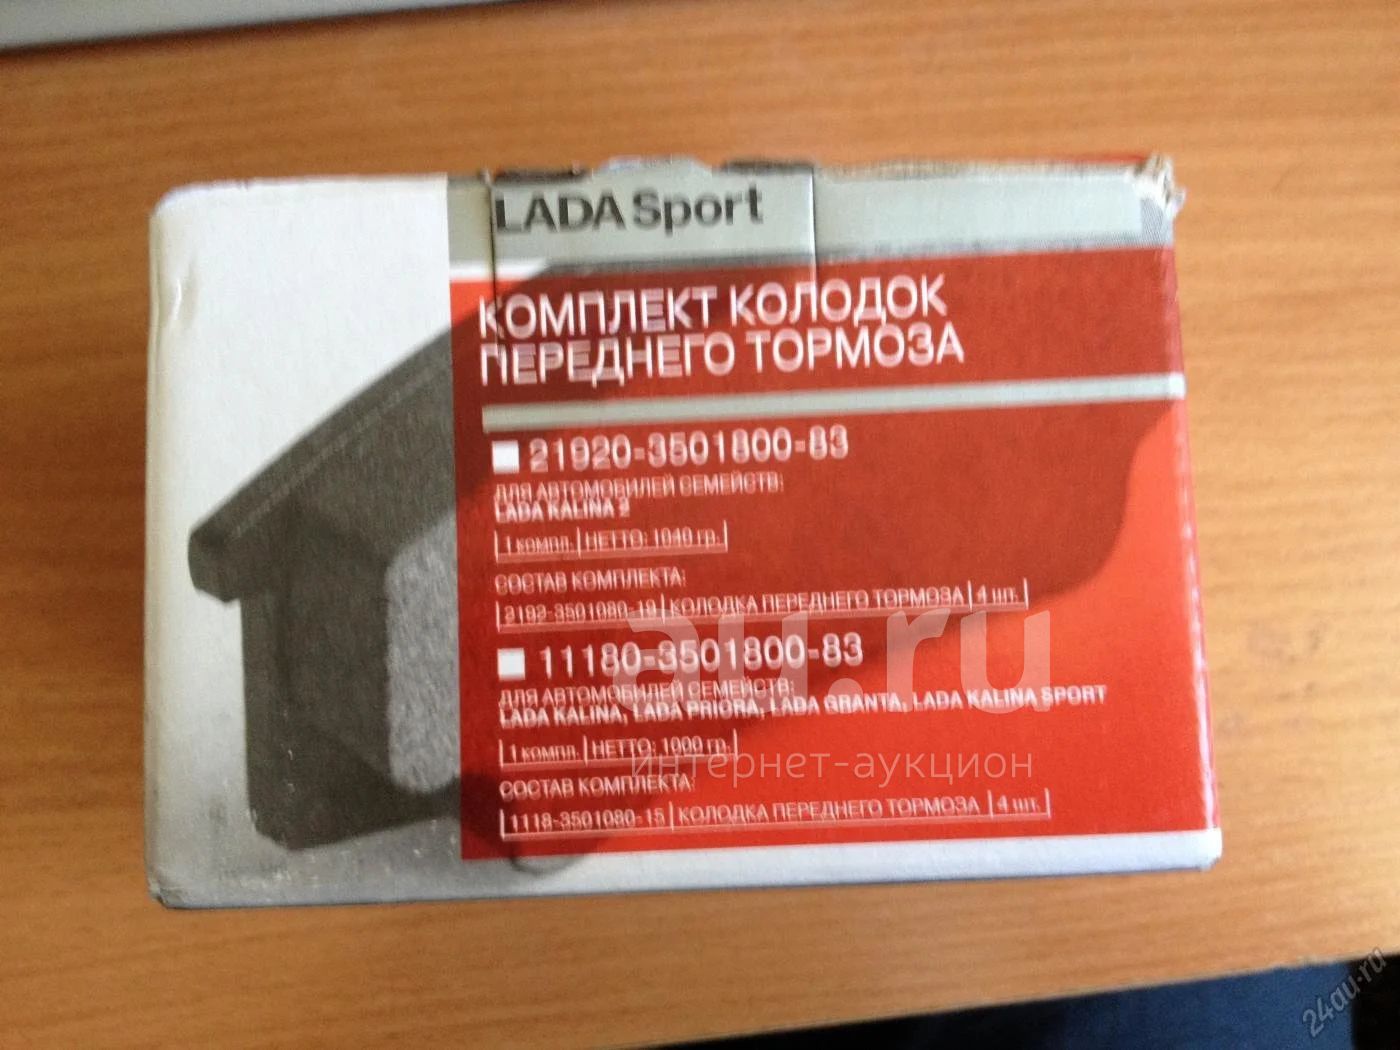 LADA Sport
КОМПЛЕКТ КОЛОДОК
ПЕРЕДНЕГО ТОРМОЗА
21920-3501800-83
ДЛЯ АВТОМОБИЛЕЙ СЕМЕЙСТВ:
LADA KALINA 2
1 компл. НЕТТО: 1040 гр.
СОСТАВ КОМПЛЕКТА:
2192-3501080-10 КОЛОДКА ПЕРЕДНЕГО ТОРМОЗА 4 шт.
11180-3501800-83
ДЛЯ АВТОМОБИЛЕЙ СЕМЕЙСТВ:
LADA KALINA, LADA PRIORA, LADA GRANTA, LADA KALINA SPORT
1 компл. НЕТТО: 1000 гр.
СОСТАВ КОМПЛЕКТА:
1118-3501080-15 КОЛОДКА ПЕРЕДНЕГО ТОРМОЗА 4 шт.
au.ru
интернет-аукцион
24au.ru